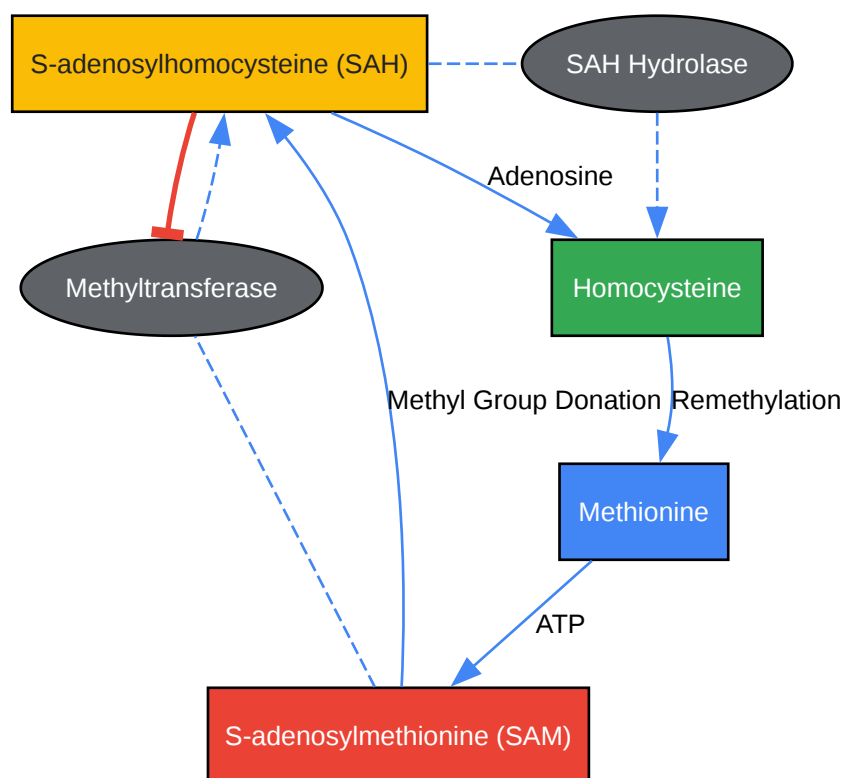 S-adenosylhomocysteine (SAH)
SAH Hydrolase
Adenosine
Methyltransferase
Homocysteine
Methyl Group Donation
Remethylation
Methionine
ATP
S-adenosylmethionine (SAM)